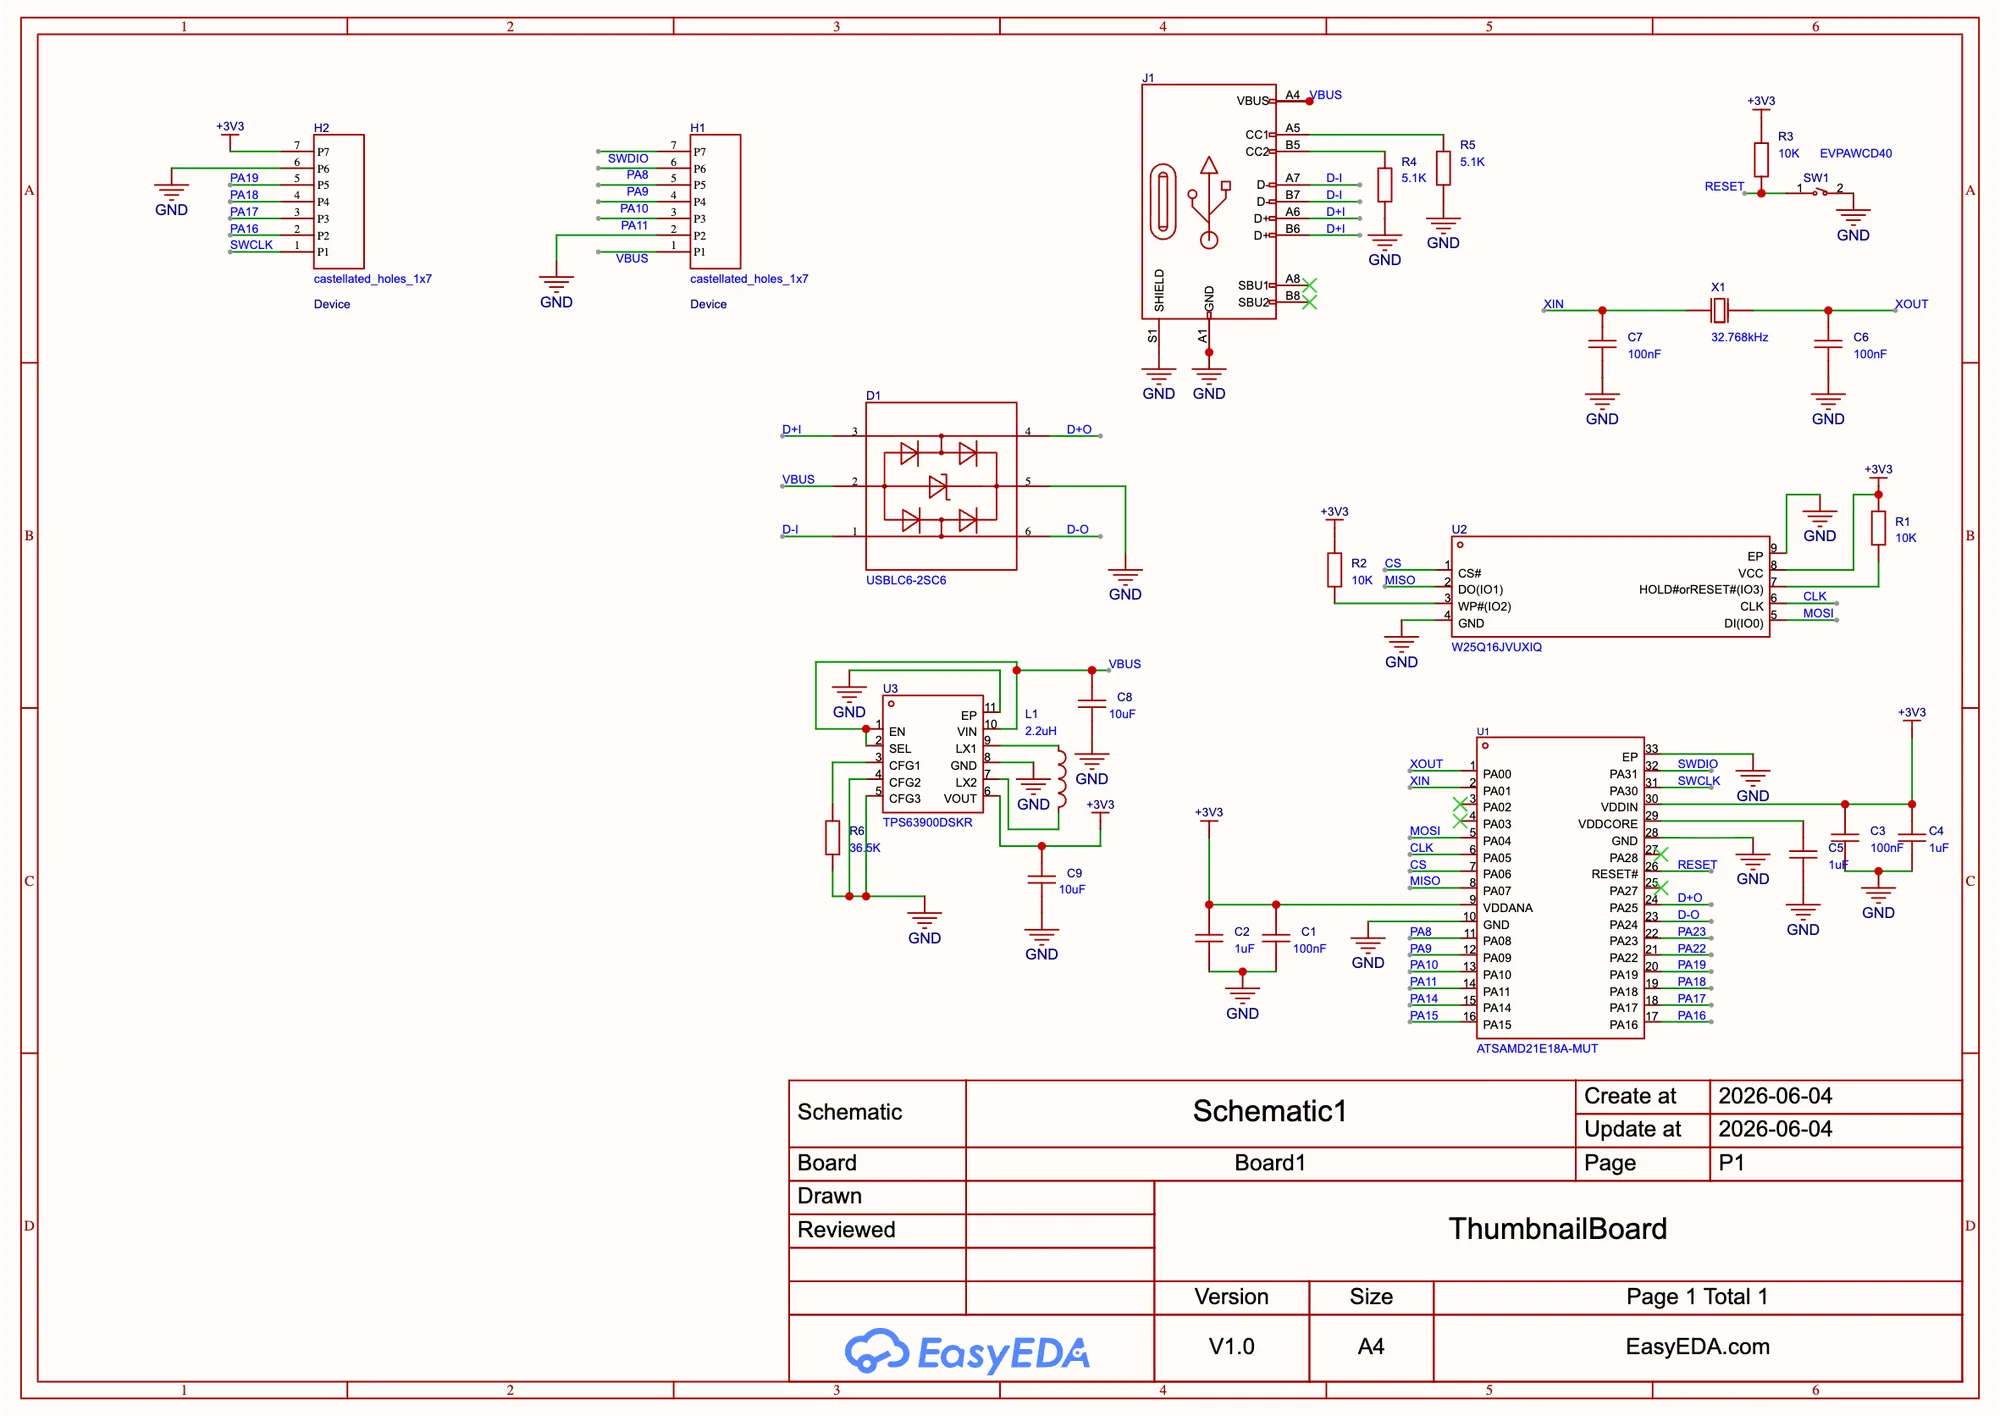 1 2 3 4 5 6
A B C D
A B C D
1 2 3 4 5 6
+3V3
H2
7 P7
6 P6
PA19 5 P5
PA18 4 P4
PA17 3 P3
PA16 2 P2
SWCLK 1 P1
GND
castellated_holes_1x7
Device
H1
7 P7
SWDIO 6 P6
PA8 5 P5
PA9 4 P4
PA10 3 P3
PA11 2 P2
VBUS 1 P1
GND
castellated_holes_1x7
Device
J1
VBUS A4 VBUS
CC1 A5
CC2 B5
D- A7 D-I
D- B7 D-I
D+ A6 D+I
D+ B6 D+I
SBU1 A8
SBU2 B8
SHIELD GND
S1 A1
GND GND
R4
5.1K
GND
R5
5.1K
GND
+3V3
R3
10K
EVPAWCD40
RESET
SW1
1 2
GND
XIN
X1
32.768kHz
XOUT
C7
100nF
GND
C6
100nF
GND
D1
D+I 3 4 D+O
VBUS 2 5
D-I 1 6 D-O
USBLC6-2SC6
GND
+3V3
R2
10K
U2
CS 1 CS#
MISO 2 DO(IO1)
3 WP#(IO2)
4 GND
GND
EP 9
VCC 8
HOLD#orRESET#(IO3) 7
CLK 6 CLK
DI(IO0) 5 MOSI
W25Q16JVUXIQ
GND
+3V3
R1
10K
VBUS
GND
U3
1 EN
2 SEL
3 CFG1
4 CFG2
5 CFG3
EP 11
VIN 10
LX1 9
GND 8
LX2 7
VOUT 6
TPS63900DSKR
L1
2.2uH
C8
10uF
GND
GND
+3V3
R6
36.5K
GND
C9
10uF
GND
U1
XOUT 1 PA00
XIN 2 PA01
3 PA02
4 PA03
MOSI 5 PA04
CLK 6 PA05
CS 7 PA06
MISO 8 PA07
9 VDDANA
10 GND
PA8 11 PA08
PA9 12 PA09
PA10 13 PA10
PA11 14 PA11
PA14 15 PA14
PA15 16 PA15
EP 33
PA31 32 SWDIO
PA30 31 SWCLK
VDDIN 30
VDDCORE 29
GND 28
PA28 27
RESET# 26 RESET
PA27 25
PA25 24 D+O
PA24 23 D-O
PA23 22 PA23
PA22 21 PA22
PA19 20 PA19
PA18 19 PA18
PA17 18 PA17
PA16 17 PA16
ATSAMD21E18A-MUT
+3V3
C2
1uF
C1
100nF
GND
GND
GND
GND
+3V3
C5
1uF
GND
C3
100nF
C4
1uF
GND
Schematic
Schematic1
Create at 2026-06-04
Update at 2026-06-04
Board
Board1
Page P1
Drawn
Reviewed
ThumbnailBoard
Version Size Page 1 Total 1
EasyEDA
V1.0 A4 EasyEDA.com